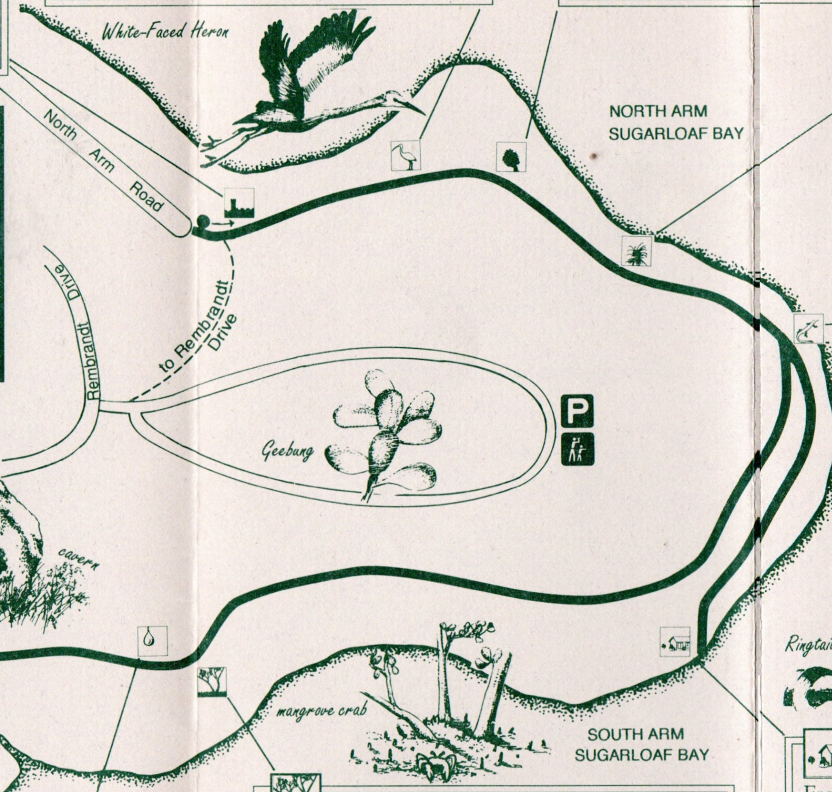 White-Faced Heron
NORTH ARM
SUGARLOAF BAY
North Arm Road
Rembrandt Drive
to Rembrandt
Drive
P
Geebung
cavern
Ringtail
mangrove crab
SOUTH ARM
SUGARLOAF BAY